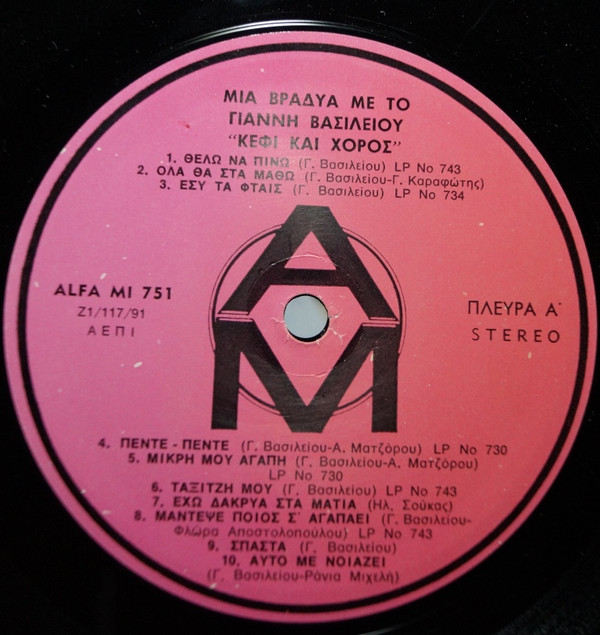 ΜΙΑ ΒΡΑΔΥΑ ΜΕ ΤΟ
ΓΙΑΝΝΗ ΒΑΣΙΛΕΙΟΥ
"ΚΕΦΙ ΚΑΙ ΧΟΡΟΣ"
1. ΘΕΛΩ ΝΑ ΠΙΝΩ (Γ. Βασιλείου) LP No 743
2. ΟΛΑ ΘΑ ΣΤΑ ΜΑΘΩ (Γ. Βασιλείου-Γ. Καραφώτης)
3. ΕΣΥ ΤΑ ΦΤΑΙΣ (Γ. Βασιλείου) LP No 734
ALFA MI 751
Z1/117/91
ΑΕΠΙ
ΠΛΕΥΡΑ Α΄
STEREO
AM
4. ΠΕΝΤΕ - ΠΕΝΤΕ (Γ. Βασιλείου-Α. Ματζόρου) LP No 730
5. ΜΙΚΡΗ ΜΟΥ ΑΓΑΠΗ (Γ. Βασιλείου-Α. Ματζόρου)
LP No 730
6. ΤΑΞΙΤΖΗ ΜΟΥ (Γ. Βασιλείου) LP No 743
7. ΕΧΩ ΔΑΚΡΥΑ ΣΤΑ ΜΑΤΙΑ (Ηλ. Σούκας)
8. ΜΑΝΤΕΨΕ ΠΟΙΟΣ Σ' ΑΓΑΠΑΕΙ (Γ. Βασιλείου-
Φλώρα Αποστολοπούλου) LP No 743
9. ΣΠΑΣΤΑ (Γ. Βασιλείου)
10. ΑΥΤΟ ΜΕ ΝΟΙΑΖΕΙ
(Γ. Βασιλείου-Ράνια Μιχελή)